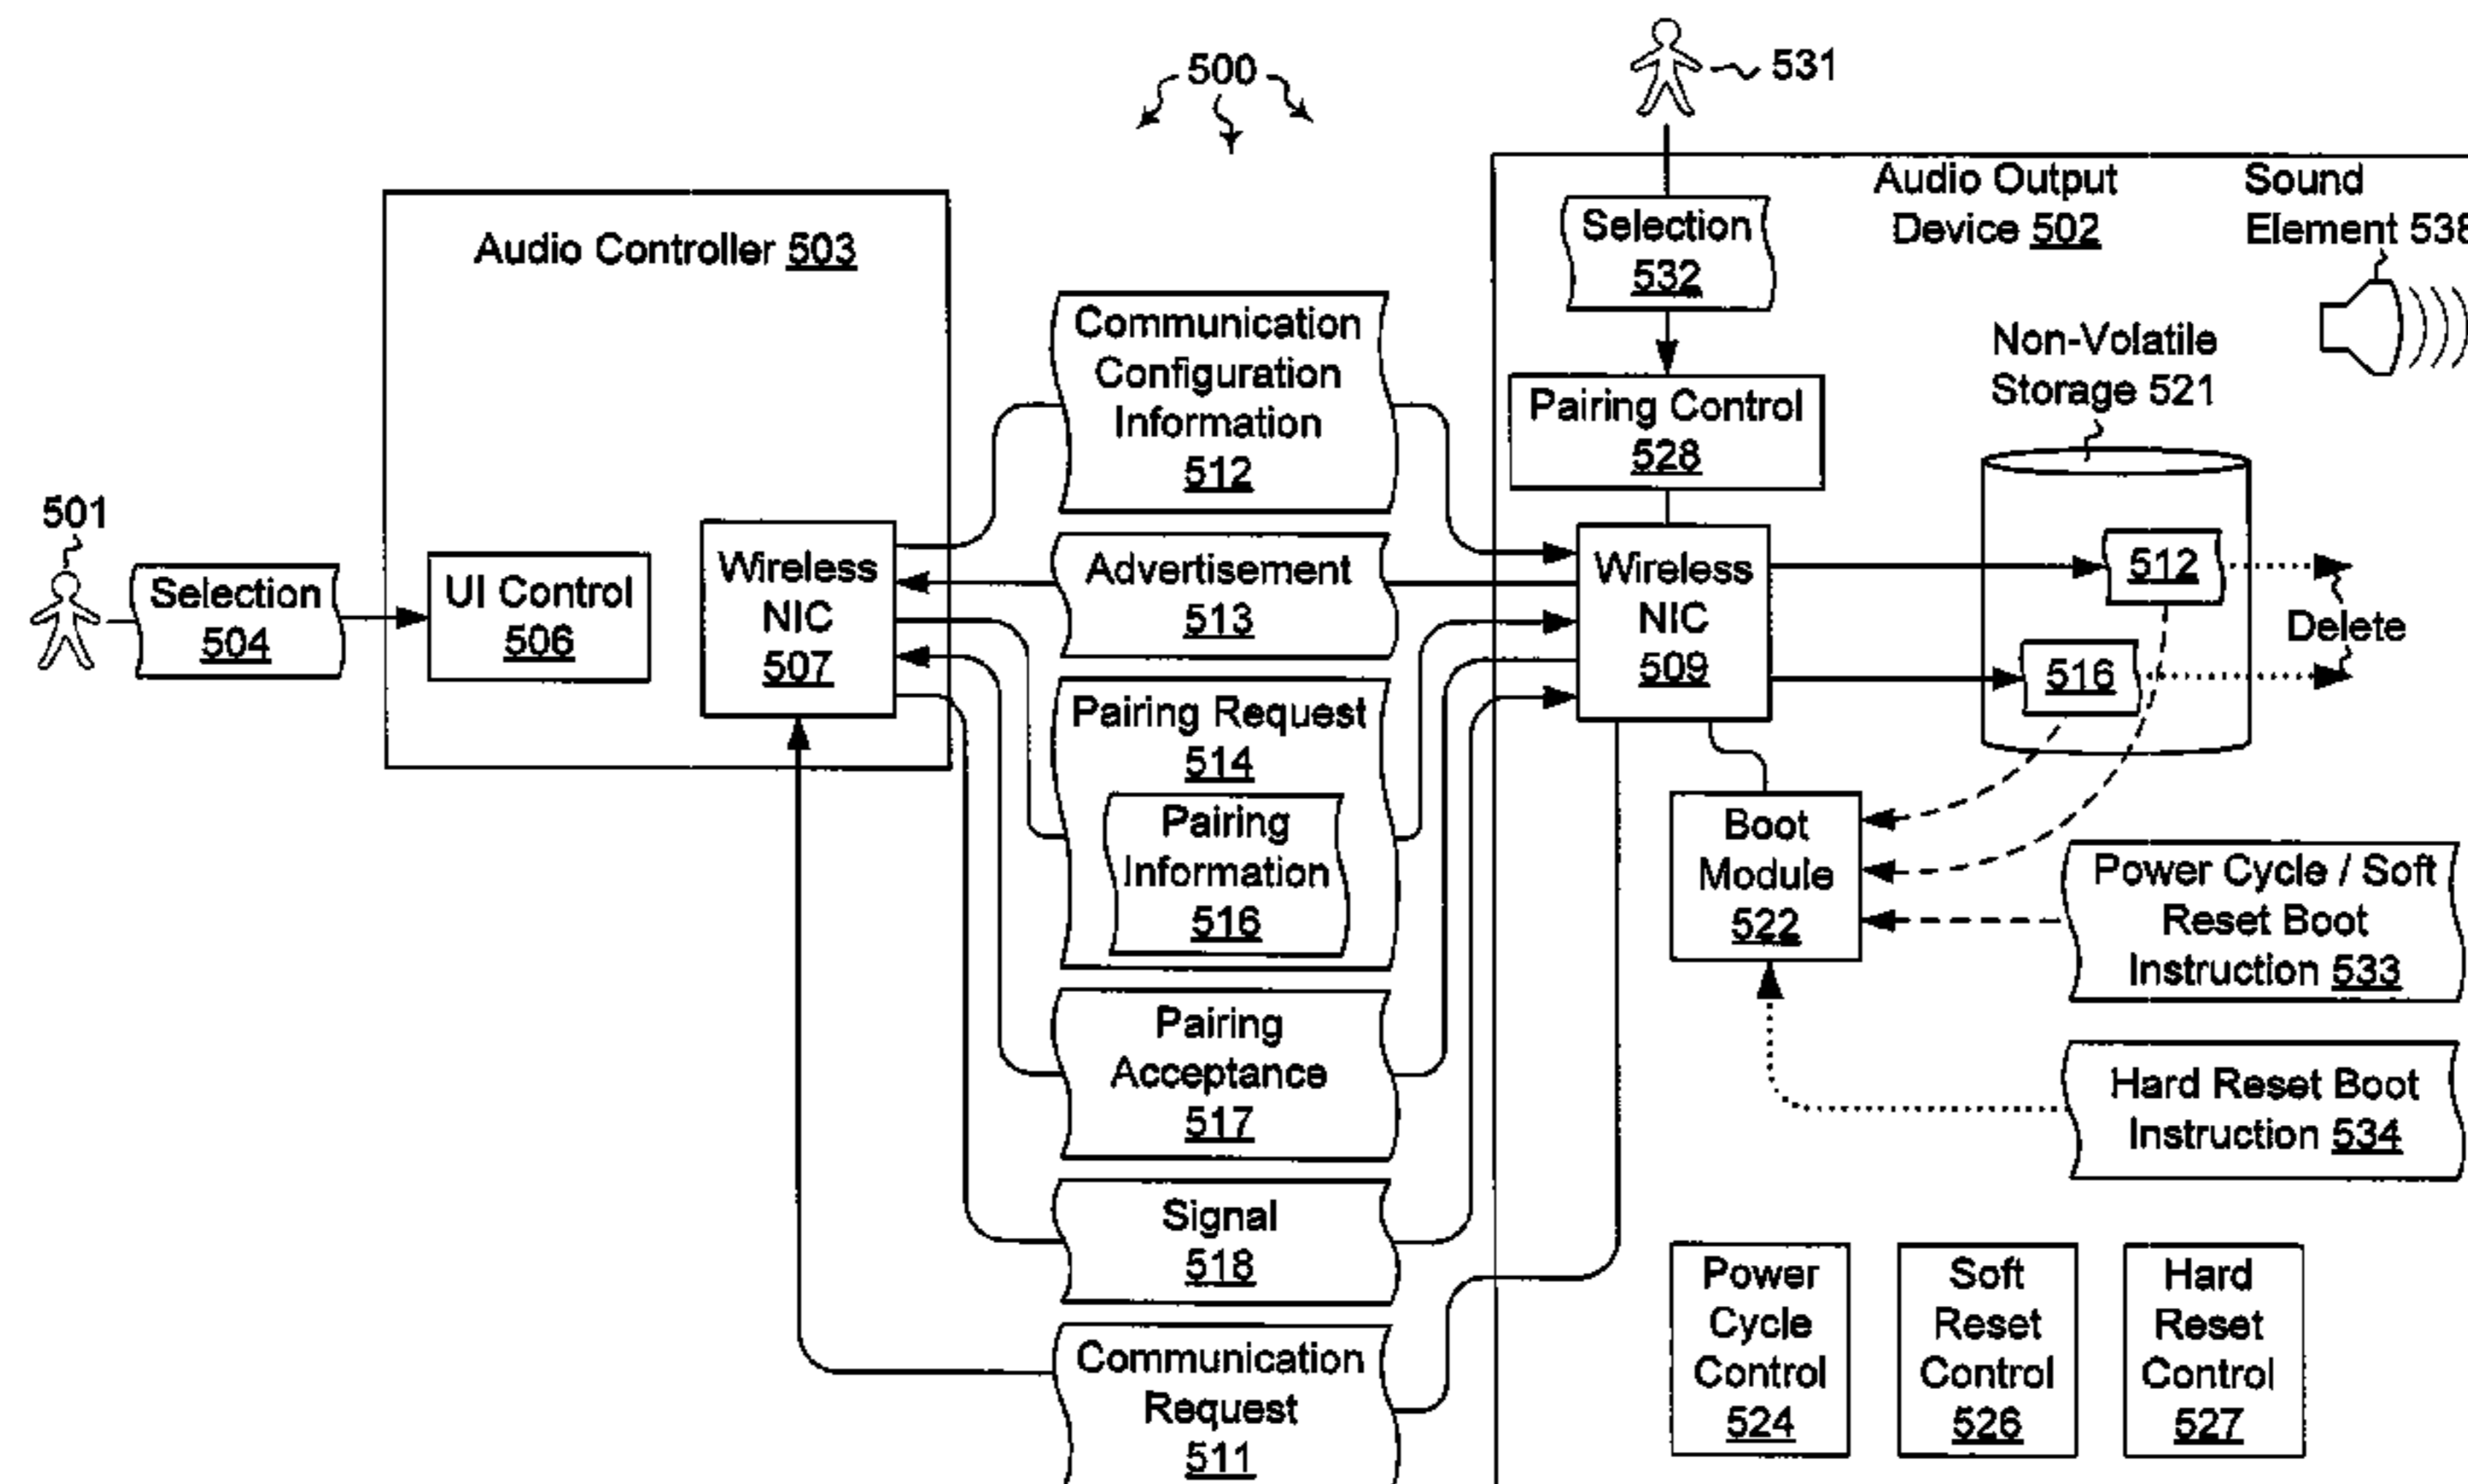 500
531
Audio Controller 503
501
Selection
504
UI Control
506
Wireless
NIC
507
Communication
Configuration
Information
512
Advertisement
513
Pairing Request
514
Pairing
Information
516
Pairing
Acceptance
517
Signal
518
Communication
Request
511
Selection
532
Audio Output
Device 502
Sound
Element 538
Pairing Control
528
Non-Volatile
Storage 521
Wireless
NIC
509
512
516
Delete
Boot
Module
522
Power Cycle / Soft
Reset Boot
Instruction 533
Hard Reset Boot
Instruction 534
Power
Cycle
Control
524
Soft
Reset
Control
526
Hard
Reset
Control
527